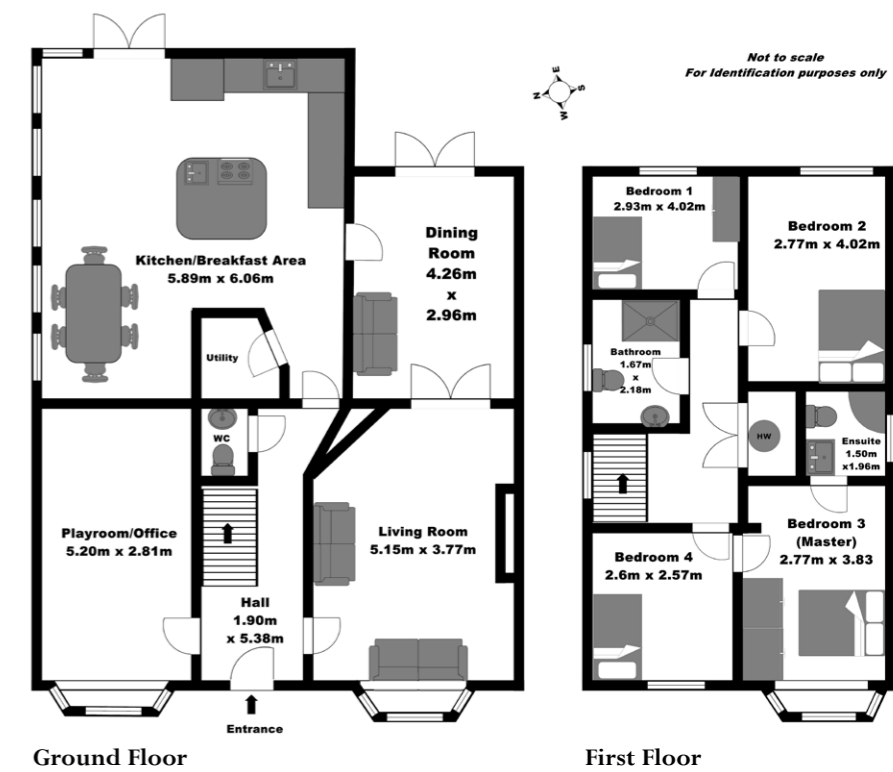 Not to scale
For Identification purposes only
N
E
S
W
Kitchen/Breakfast Area
5.89m x 6.06m
Dining
Room
4.26m
x
2.96m
Utility
WC
Playroom/Office
5.20m x 2.81m
Living Room
5.15m x 3.77m
Hall
1.90m
x 5.38m
Entrance
Ground Floor
Bedroom 1
2.93m x 4.02m
Bedroom 2
2.77m x 4.02m
Bathroom
1.67m
x
2.18m
HW
Ensuite
1.50m
x1.96m
Bedroom 3
(Master)
2.77m x 3.83
Bedroom 4
2.6m x 2.57m
First Floor